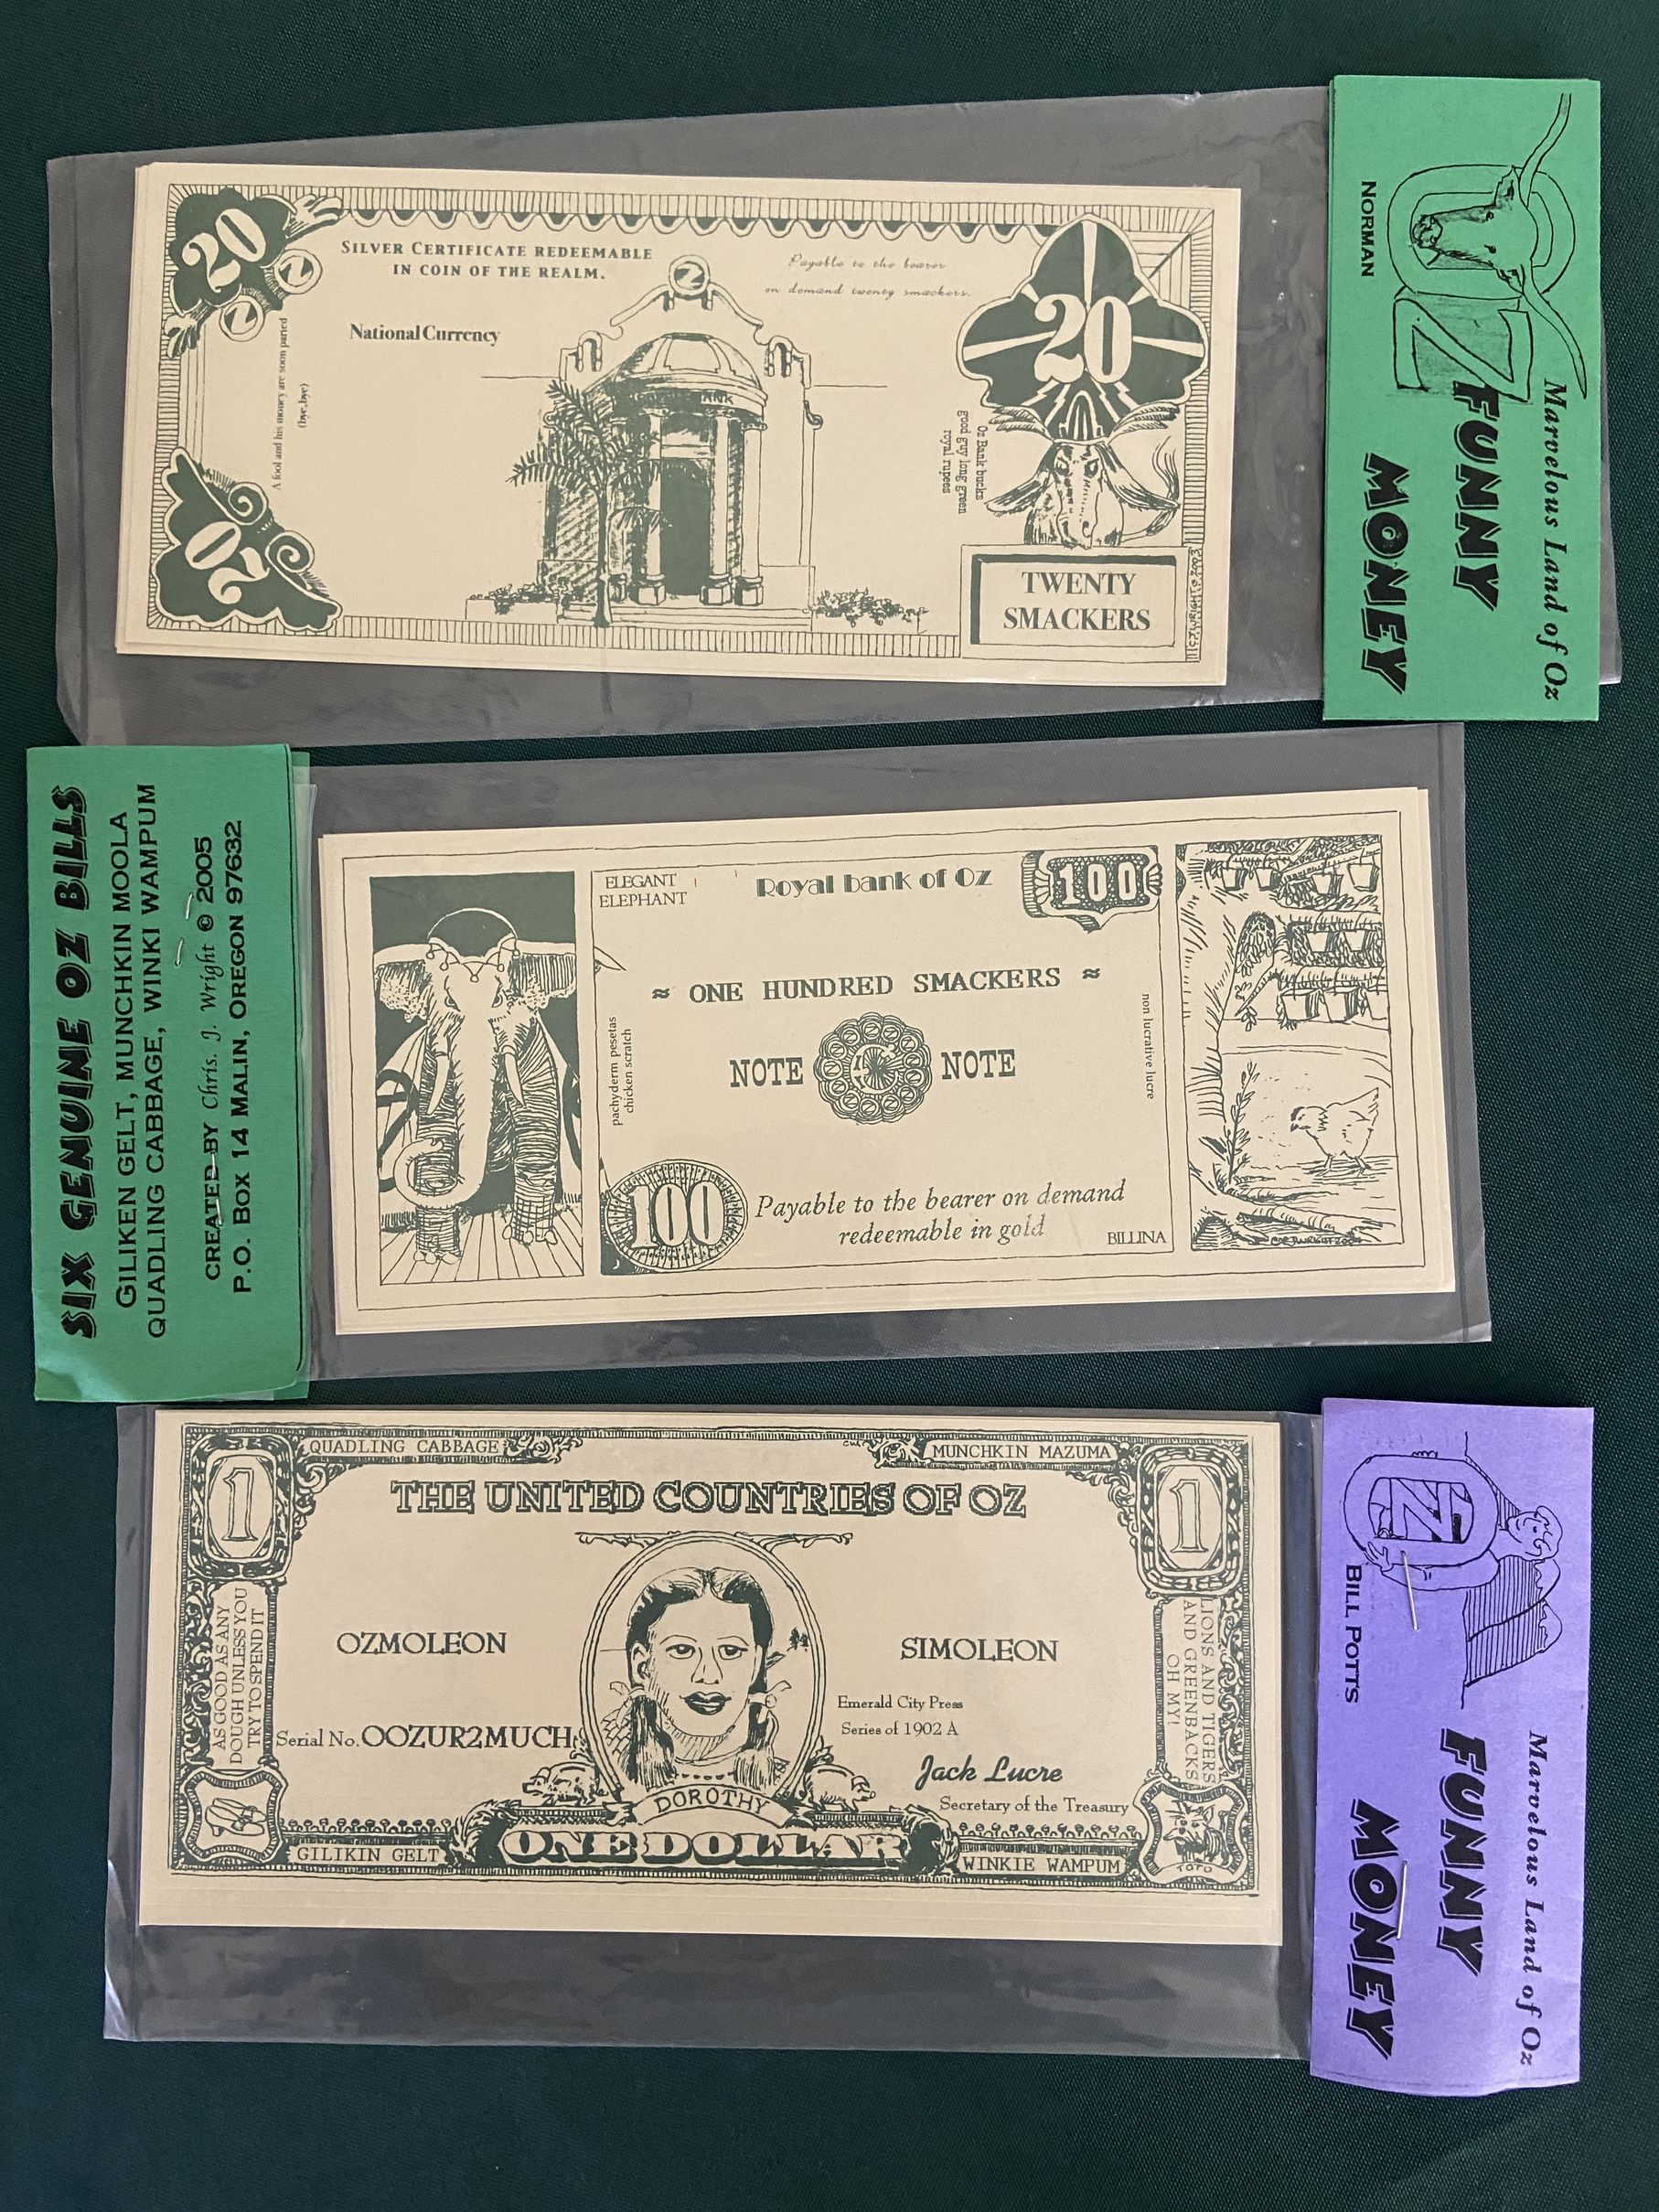 20
SILVER CERTIFICATE REDEEMABLE
IN COIN OF THE REALM.
Payable to the bearer
on demand twenty smackers.
National Currency
A fool and his money are soon parted
(bye,bye)
20
BANK
20
Oz Bank bucks
good guy long green
royal rupees
TWENTY
SMACKERS
C.J. WRIGHT © 2003
NORMAN
OZ
Marvelous Land of Oz
FUNNY
MONEY
SIX GENUINE OZ BILLS
GILIKEN GELT, MUNCHKIN MOOLA
QUADLING CABBAGE, WINKI WAMPUM
CREATED BY Chris. J. Wright © 2005
P.O. BOX 14 MALIN, OREGON 97632
ELEGANT
ELEPHANT
Royal bank of Oz
100
≈ ONE HUNDRED SMACKERS ≈
pachyderm pesetas
chicken scratch
non lucrative lucre
NOTE NOTE
100
Payable to the bearer on demand
redeemable in gold
BILLINA
1
QUADLING CABBAGE
MUNCHKIN MAZUMA
1
THE UNITED COUNTRIES OF OZ
OZMOLEON
SIMOLEON
AS GOOD AS ANY
DOUGH UNLESS YOU
TRY TO SPEND IT
LIONS AND TIGERS
AND GREENBACKS
OH MY!
Serial No. OOZUR2MUCH
Emerald City Press
Series of 1902 A
Jack Lucre
Secretary of the Treasury
DOROTHY
ONE DOLLAR
GILIKIN GELT
WINKIE WAMPUM
TOTO
OZ
BILL POTTS
Marvelous Land of Oz
FUNNY
MONEY